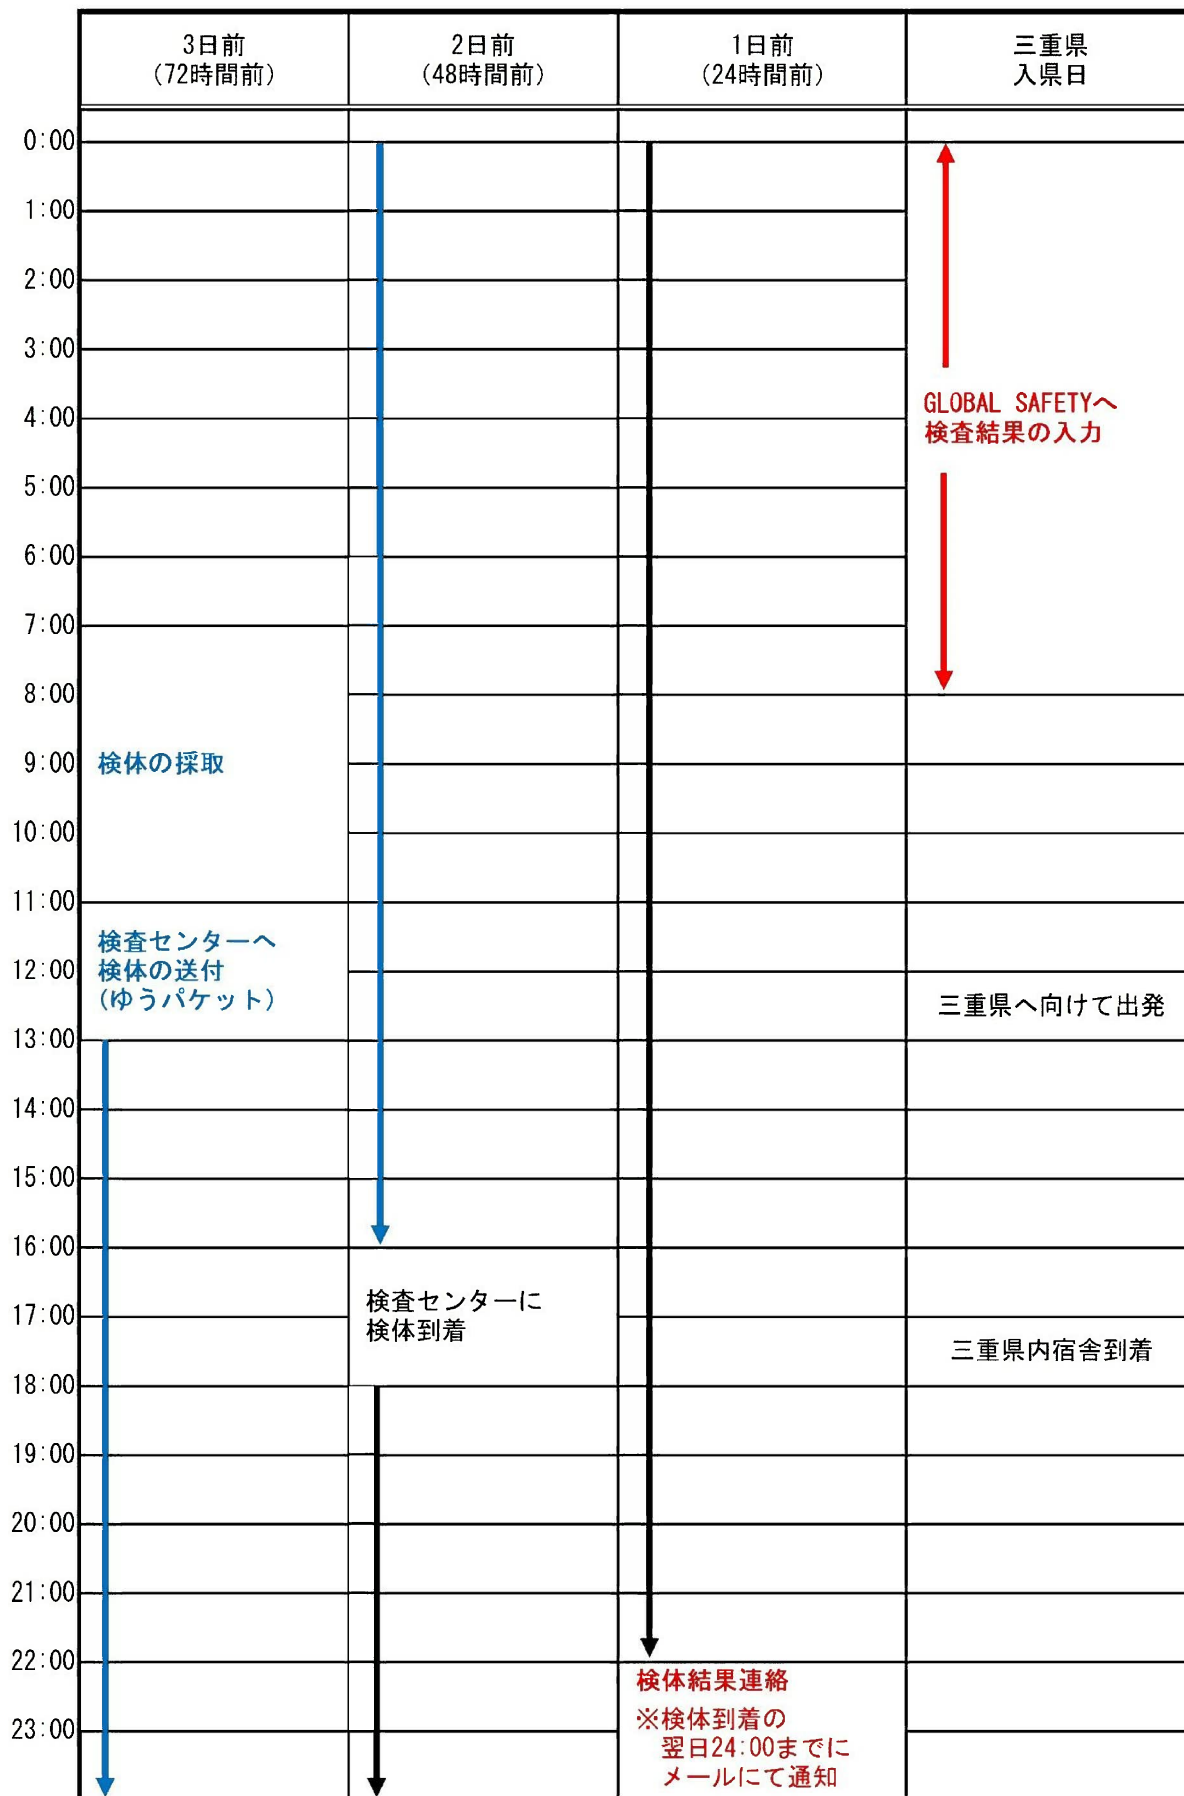 3日前
(72時間前)
2日前
(48時間前)
1日前
(24時間前)
三重県
入県日
0:00
1:00
2:00
3:00
4:00
GLOBAL SAFETYへ
検査結果の入力
5:00
6:00
7:00
8:00
9:00
検体の採取
10:00
11:00
検査センターへ
検体の送付
(ゆうパケット)
12:00
三重県へ向けて出発
13:00
14:00
15:00
16:00
検査センターに
検体到着
17:00
三重県内宿舎到着
18:00
19:00
20:00
21:00
22:00
検体結果連絡
※検体到着の
翌日24:00までに
メールにて通知
23:00